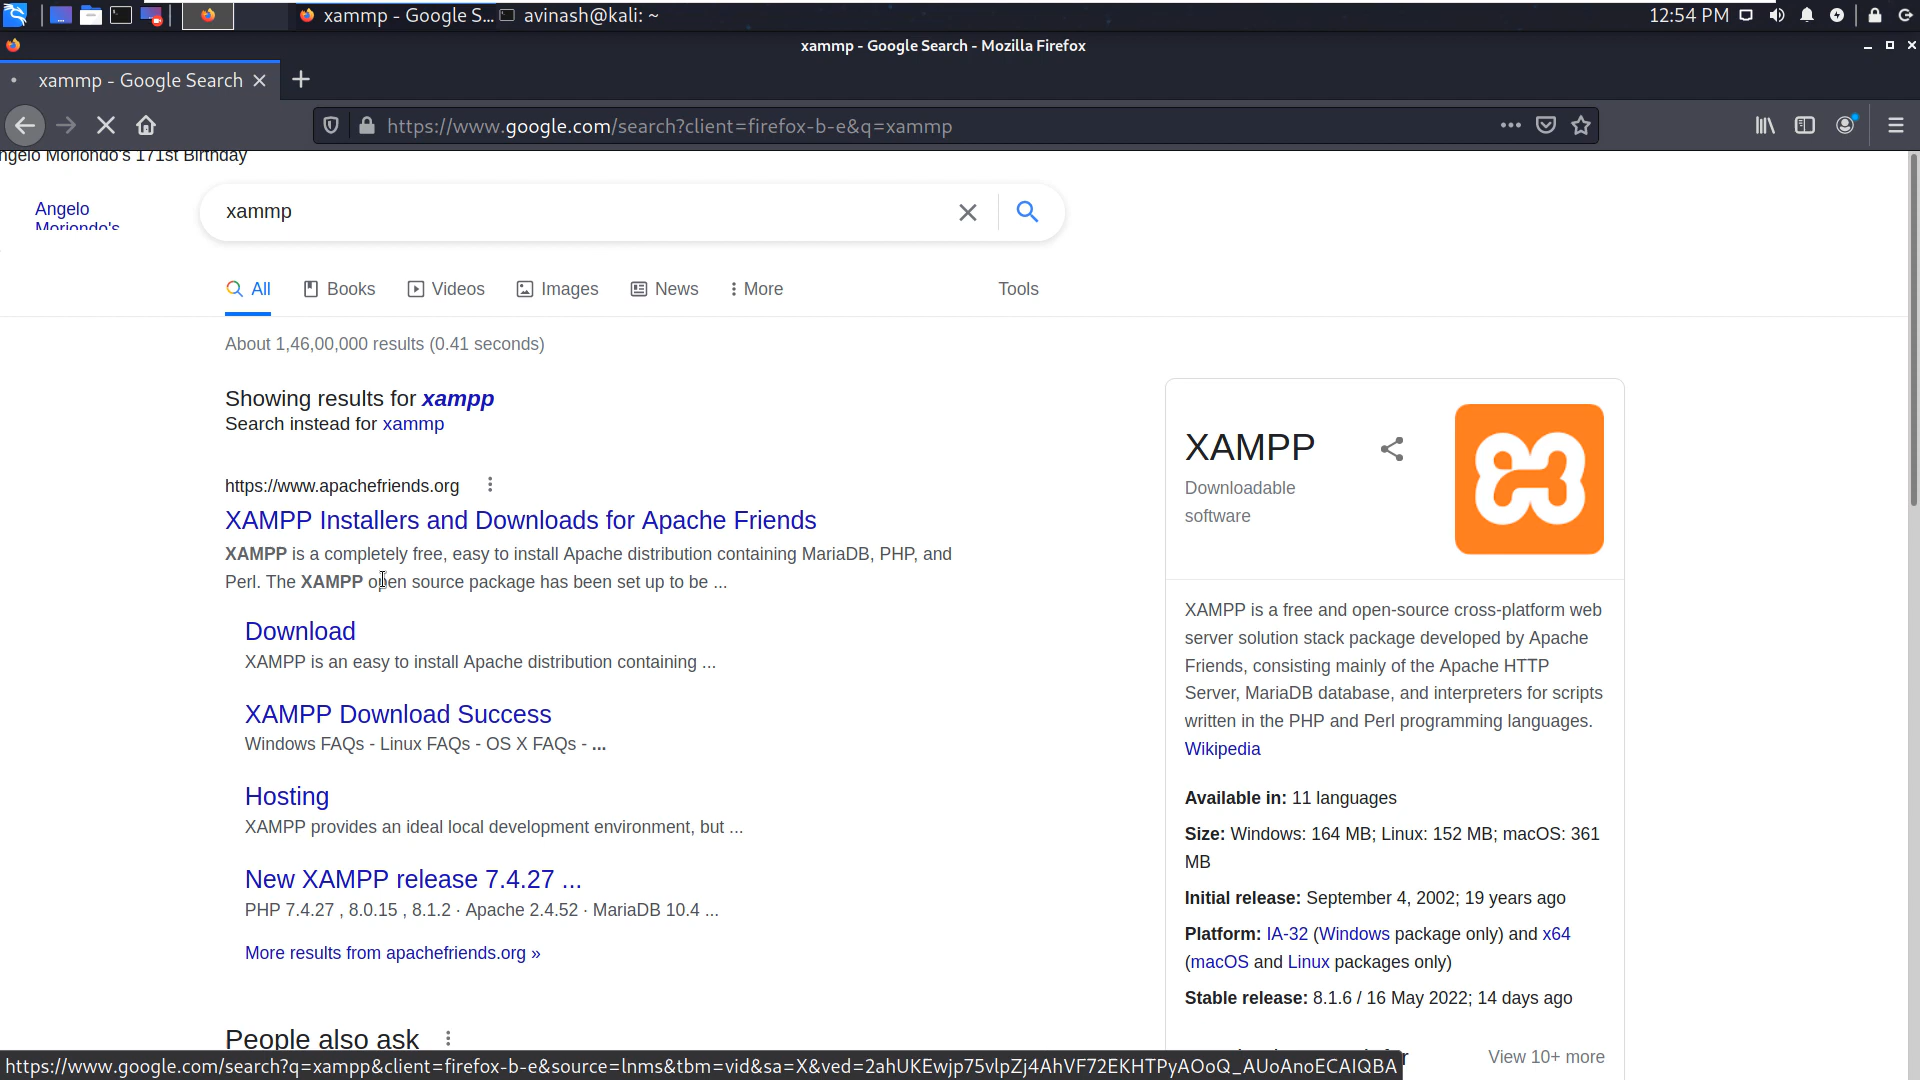 xammp - Google S...
avinash@kali: ~
12:54 PM
xammp - Google Search - Mozilla Firefox
xammp - Google Search
https://www.google.com/search?client=firefox-b-e&q=xammp
ngelo Moriondo's 171st Birthday
Angelo
Moriondo's
xammp
All
Books
Videos
Images
News
More
Tools
About 1,46,00,000 results (0.41 seconds)
Showing results for xampp
Search instead for xammp
https://www.apachefriends.org
XAMPP Installers and Downloads for Apache Friends
XAMPP is a completely free, easy to install Apache distribution containing MariaDB, PHP, and
Perl. The XAMPP open source package has been set up to be ...
Download
XAMPP is an easy to install Apache distribution containing ...
XAMPP Download Success
Windows FAQs - Linux FAQs - OS X FAQs - ...
Hosting
XAMPP provides an ideal local development environment, but ...
New XAMPP release 7.4.27 ...
PHP 7.4.27 , 8.0.15 , 8.1.2 · Apache 2.4.52 · MariaDB 10.4 ...
More results from apachefriends.org »
People also ask
XAMPP
Downloadable
software
XAMPP is a free and open-source cross-platform web
server solution stack package developed by Apache
Friends, consisting mainly of the Apache HTTP
Server, MariaDB database, and interpreters for scripts
written in the PHP and Perl programming languages.
Wikipedia
Available in: 11 languages
Size: Windows: 164 MB; Linux: 152 MB; macOS: 361
MB
Initial release: September 4, 2002; 19 years ago
Platform: IA-32 (Windows package only) and x64
(macOS and Linux packages only)
Stable release: 8.1.6 / 16 May 2022; 14 days ago
View 10+ more
https://www.google.com/search?q=xampp&client=firefox-b-e&source=lnms&tbm=vid&sa=X&ved=2ahUKEwjp75vlpZj4AhVF72EKHTPyAOoQ_AUoAnoECAIQBA